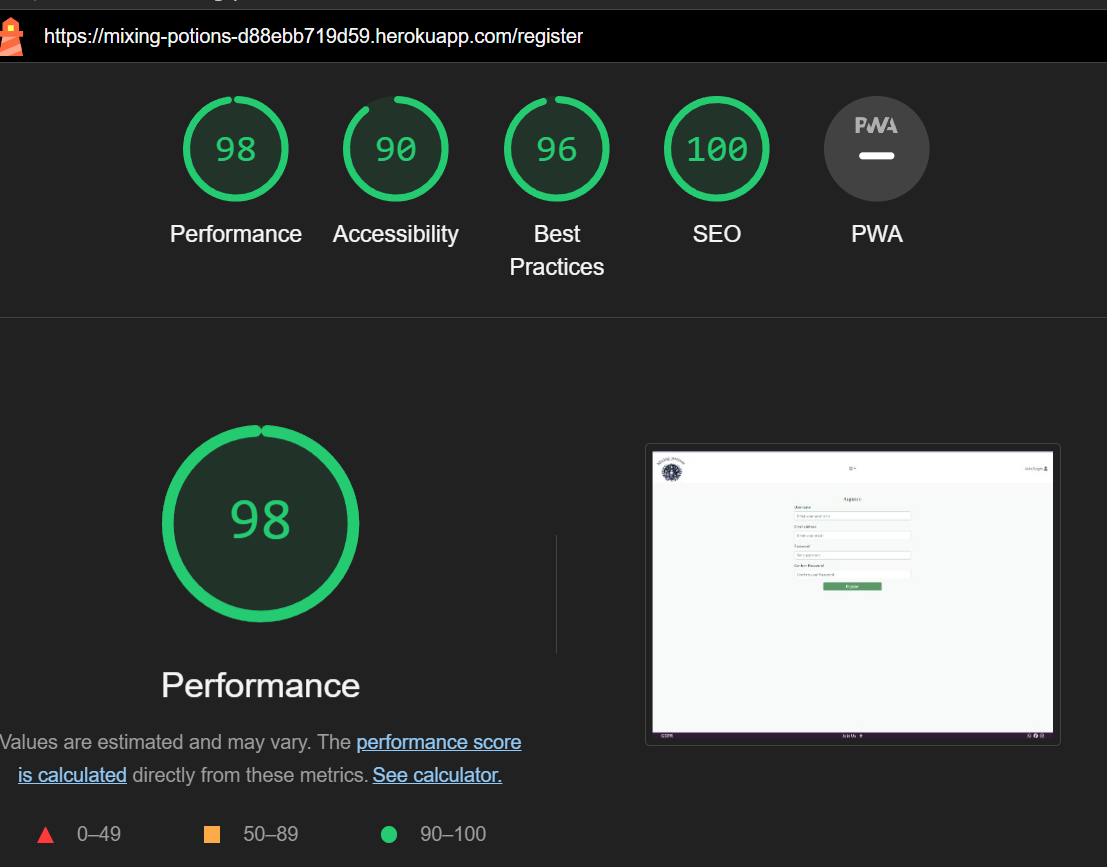 https://mixing-potions-d88ebb719d59.herokuapp.com/register
98
90
96
100
PWA
Performance
Accessibility
Best
Practices
SEO
PWA
98
Performance
Values are estimated and may vary. The performance score
is calculated directly from these metrics. See calculator.
0–49
50–89
90–100
Register
Username
Email address
Password
Confirm Password
Register
GDPR